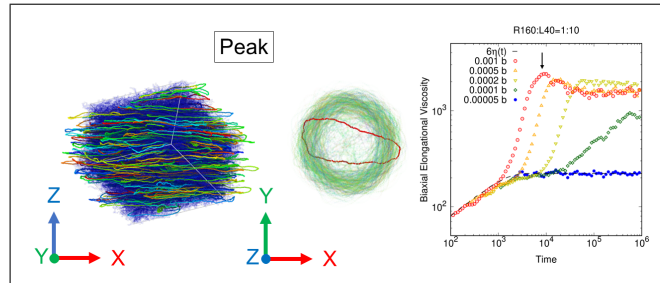 Peak
Z
Y
X
Y
Z
X
R160:L40=1:10
6η(t)
0.001 b
0.0005 b
0.0002 b
0.0001 b
0.00005 b
Biaxial Elongational Viscosity
10³
10²
10² 10³ 10⁴ 10⁵ 10⁶
Time